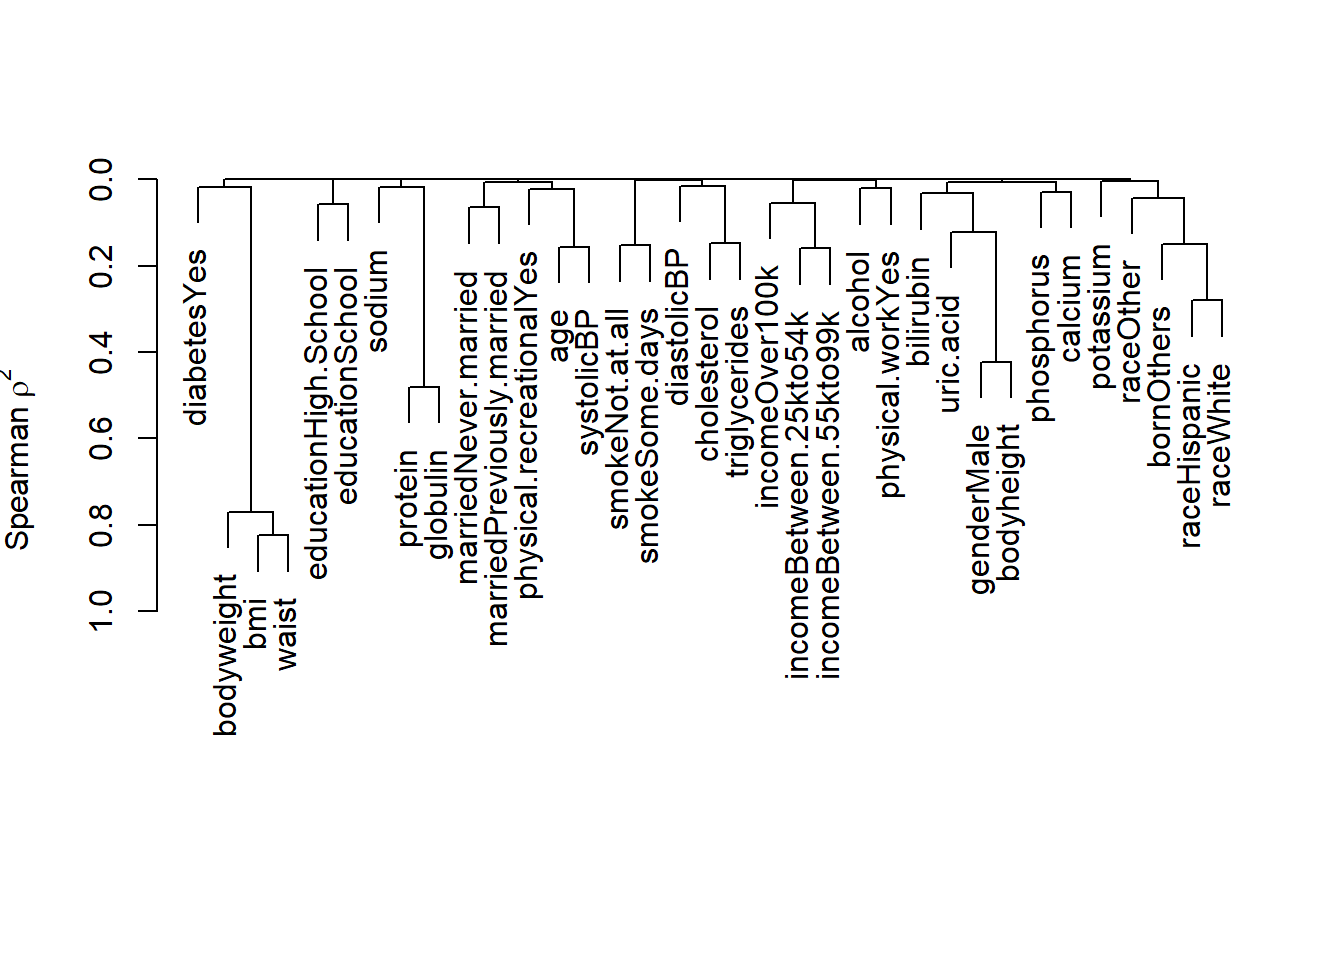 Spearman ρ²
0.0
0.2
0.4
0.6
0.8
1.0
diabetesYes
bodyweight
bmi
waist
educationHigh.School
educationSchool
sodium
protein
globulin
marriedNever.married
marriedPreviously.married
physical.recreationalYes
age
systolicBP
smokeNot.at.all
smokeSome.days
diastolicBP
cholesterol
triglycerides
incomeOver100k
incomeBetween.25kto54k
incomeBetween.55kto99k
alcohol
physical.workYes
bilirubin
uric.acid
genderMale
bodyheight
phosphorus
calcium
potassium
raceOther
bornOthers
raceHispanic
raceWhite